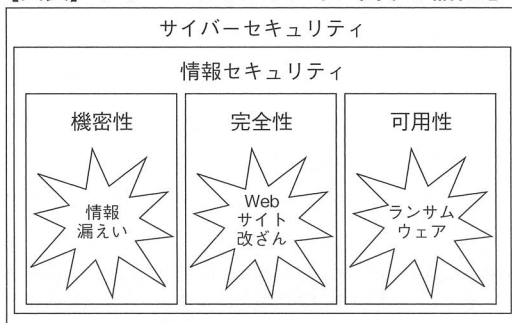 サイバーセキュリティ
情報セキュリティ
機密性
情報
漏えい
完全性
Web
サイト
改ざん
可用性
ランサム
ウェア